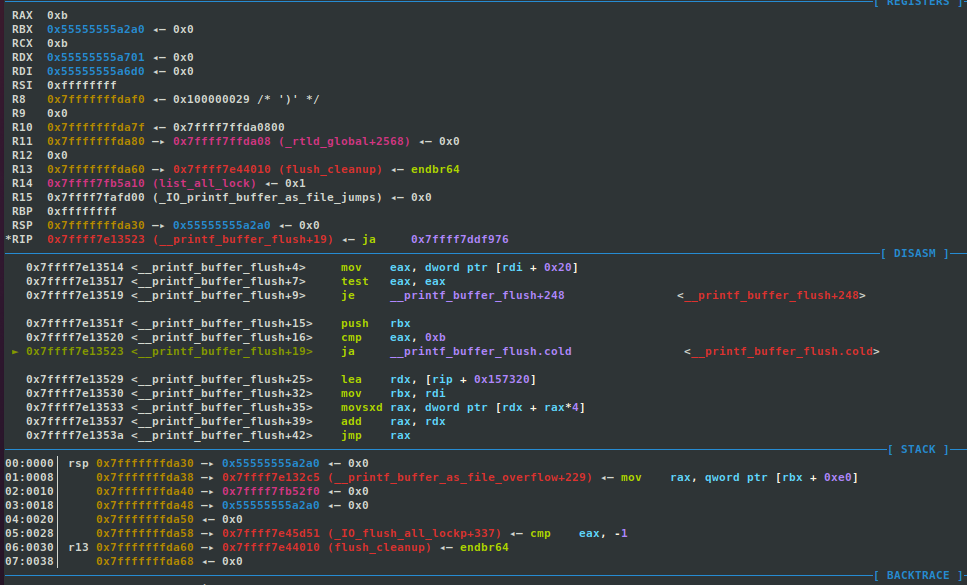 [ REGISTERS ]
RAX 0xb
RBX 0x55555555a2a0 ◂— 0x0
RCX 0xb
RDX 0x55555555a701 ◂— 0x0
RDI 0x55555555a6d0 ◂— 0x0
RSI 0xffffffff
R8 0x7fffffffdaf0 ◂— 0x100000029 /* ')' */
R9 0x0
R10 0x7fffffffda7f ◂— 0x7ffff7ffda0800
R11 0x7fffffffda80 —▸ 0x7ffff7ffda08 (_rtld_global+2568) ◂— 0x0
R12 0x0
R13 0x7fffffffda60 —▸ 0x7ffff7e44010 (flush_cleanup) ◂— endbr64
R14 0x7ffff7fb5a10 (list_all_lock) ◂— 0x1
R15 0x7ffff7fafd00 (_IO_printf_buffer_as_file_jumps) ◂— 0x0
RBP 0xffffffff
RSP 0x7fffffffda30 —▸ 0x55555555a2a0 ◂— 0x0
*RIP 0x7ffff7e13523 (__printf_buffer_flush+19) ◂— ja 0x7ffff7ddf976
[ DISASM ]
0x7ffff7e13514 <__printf_buffer_flush+4> mov eax, dword ptr [rdi + 0x20]
0x7ffff7e13517 <__printf_buffer_flush+7> test eax, eax
0x7ffff7e13519 <__printf_buffer_flush+9> je __printf_buffer_flush+248 <__printf_buffer_flush+248>
0x7ffff7e1351f <__printf_buffer_flush+15> push rbx
0x7ffff7e13520 <__printf_buffer_flush+16> cmp eax, 0xb
► 0x7ffff7e13523 <__printf_buffer_flush+19> ja __printf_buffer_flush.cold <__printf_buffer_flush.cold>
0x7ffff7e13529 <__printf_buffer_flush+25> lea rdx, [rip + 0x157320]
0x7ffff7e13530 <__printf_buffer_flush+32> mov rbx, rdi
0x7ffff7e13533 <__printf_buffer_flush+35> movsxd rax, dword ptr [rdx + rax*4]
0x7ffff7e13537 <__printf_buffer_flush+39> add rax, rdx
0x7ffff7e1353a <__printf_buffer_flush+42> jmp rax
[ STACK ]
00:0000│ rsp 0x7fffffffda30 —▸ 0x55555555a2a0 ◂— 0x0
01:0008│ 0x7fffffffda38 —▸ 0x7ffff7e132c5 (__printf_buffer_as_file_overflow+229) ◂— mov rax, qword ptr [rbx + 0xe0]
02:0010│ 0x7fffffffda40 —▸ 0x7ffff7fb52f0 ◂— 0x0
03:0018│ 0x7fffffffda48 —▸ 0x55555555a2a0 ◂— 0x0
04:0020│ 0x7fffffffda50 ◂— 0x0
05:0028│ 0x7fffffffda58 —▸ 0x7ffff7e45d51 (_IO_flush_all_lockp+337) ◂— cmp eax, -1
06:0030│ r13 0x7fffffffda60 —▸ 0x7ffff7e44010 (flush_cleanup) ◂— endbr64
07:0038│ 0x7fffffffda68 ◂— 0x0
[ BACKTRACE ]